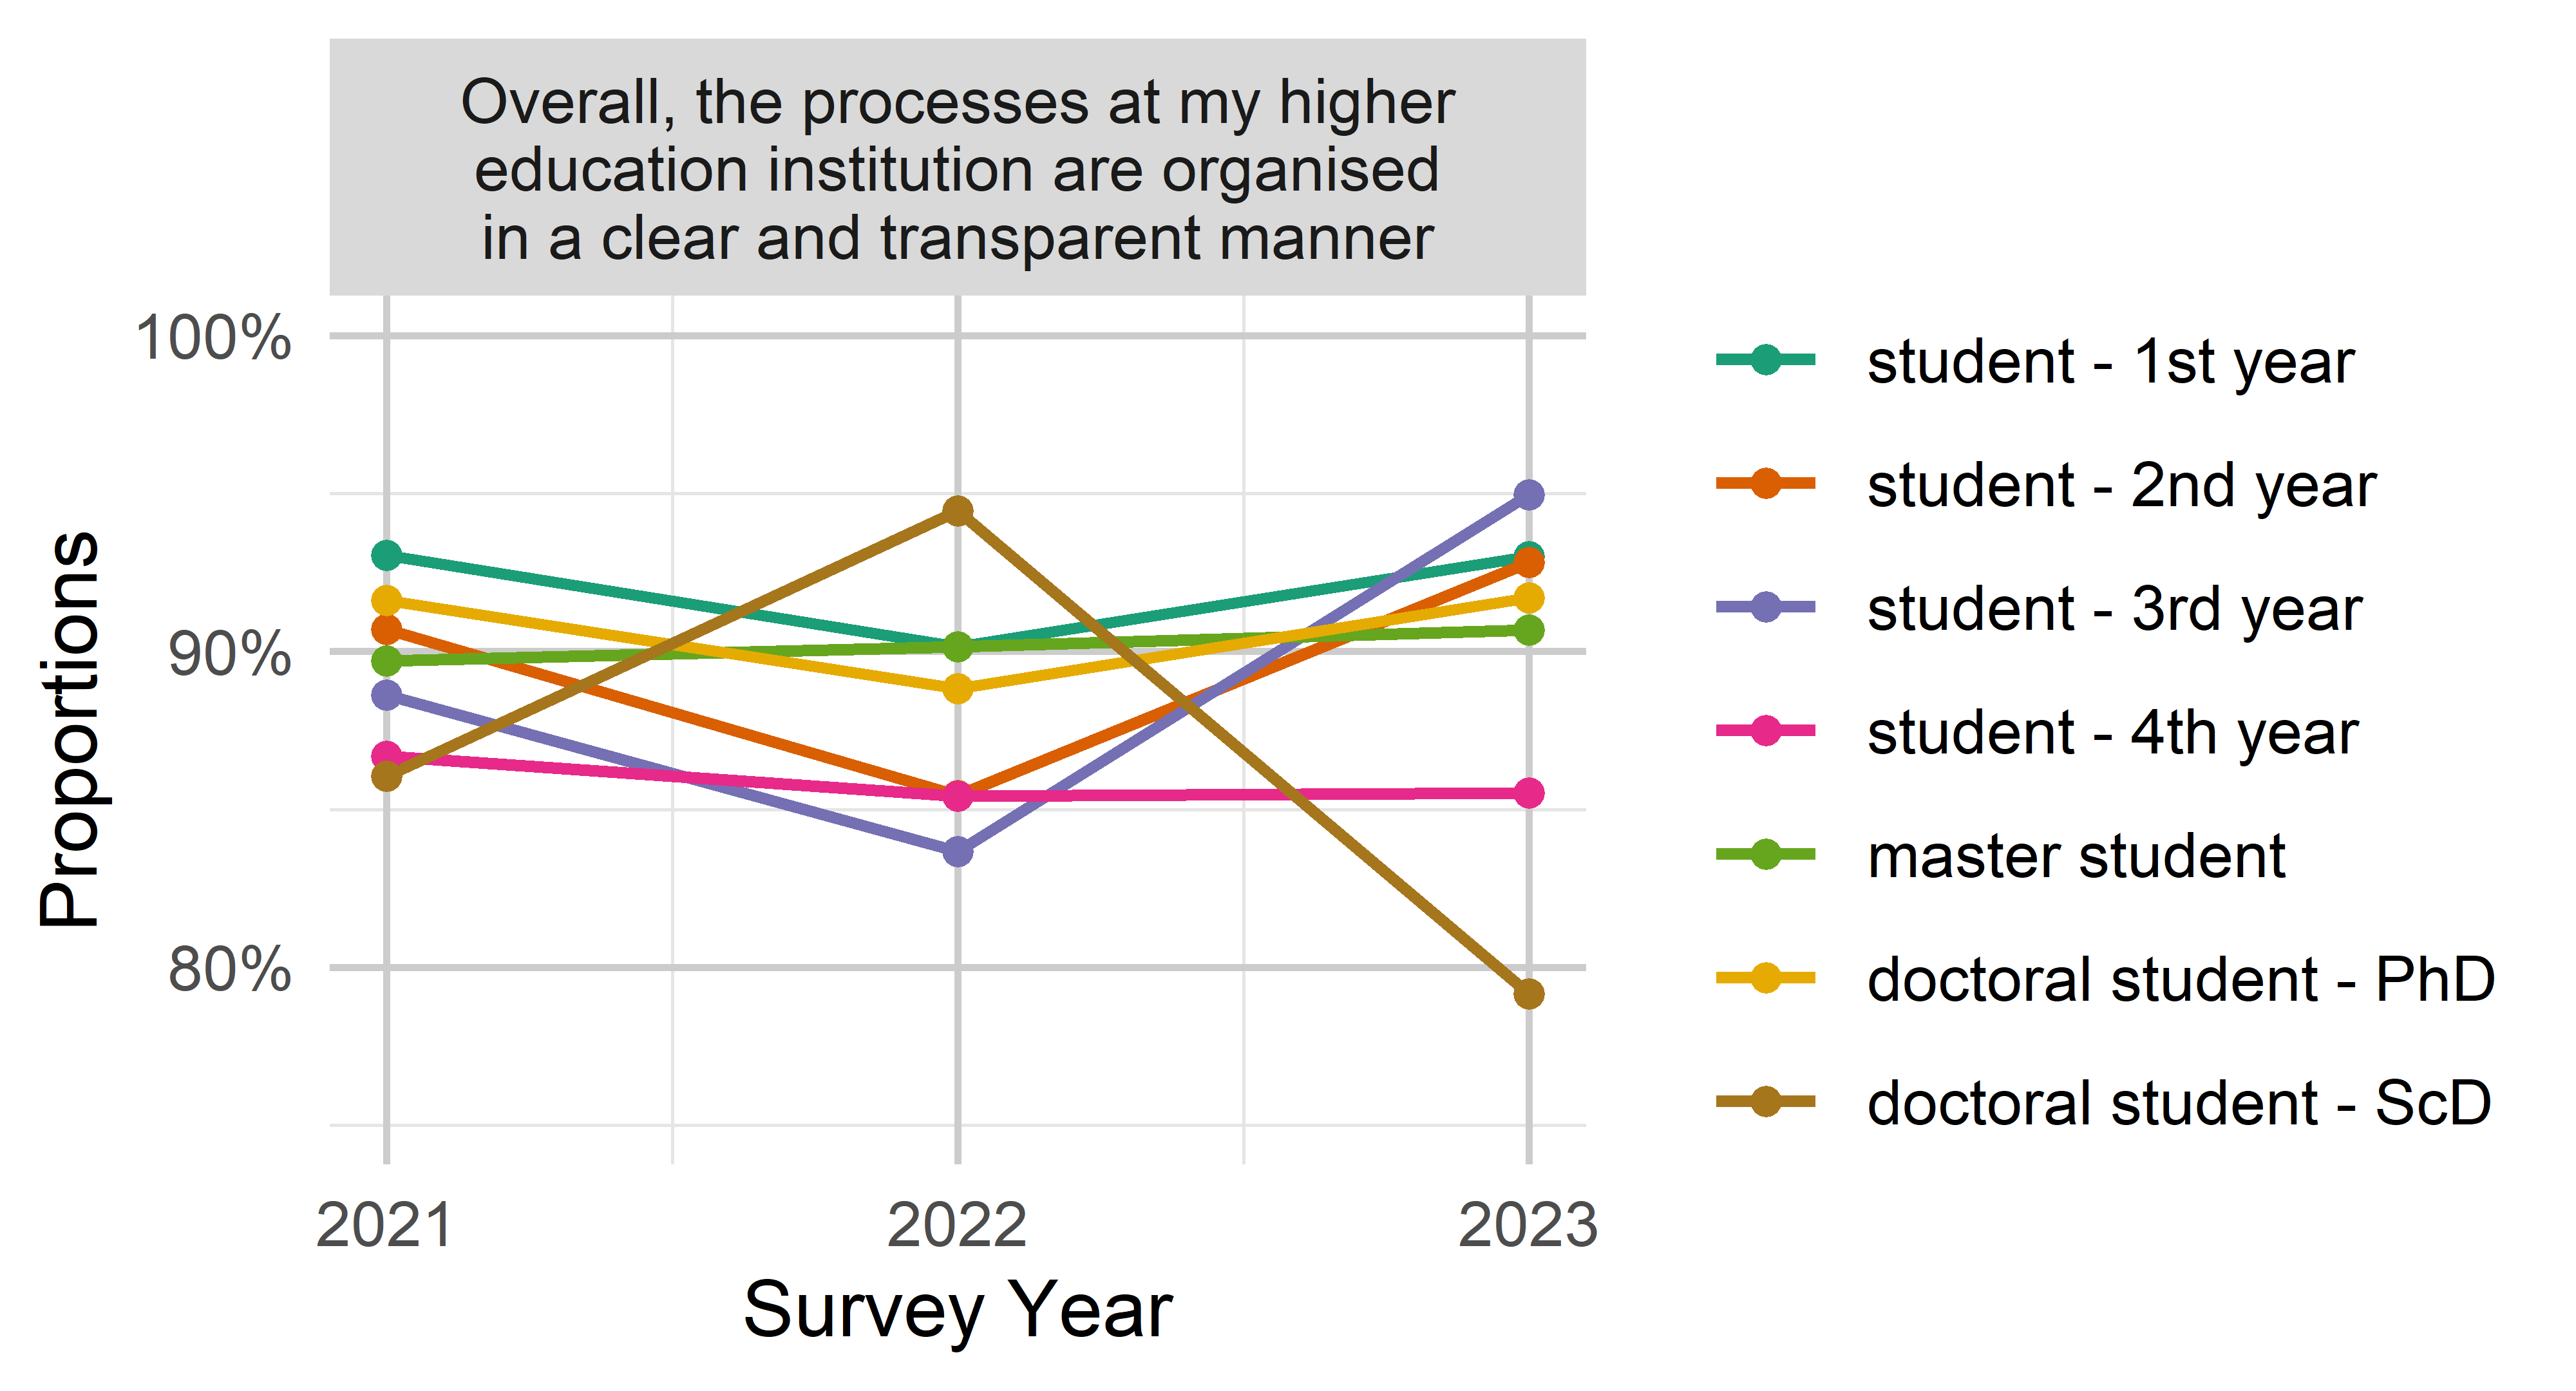 Overall, the processes at my higher
education institution are organised
in a clear and transparent manner
Proportions
100%
90%
80%
2021
2022
2023
Survey Year
student - 1st year
student - 2nd year
student - 3rd year
student - 4th year
master student
doctoral student - PhD
doctoral student - ScD